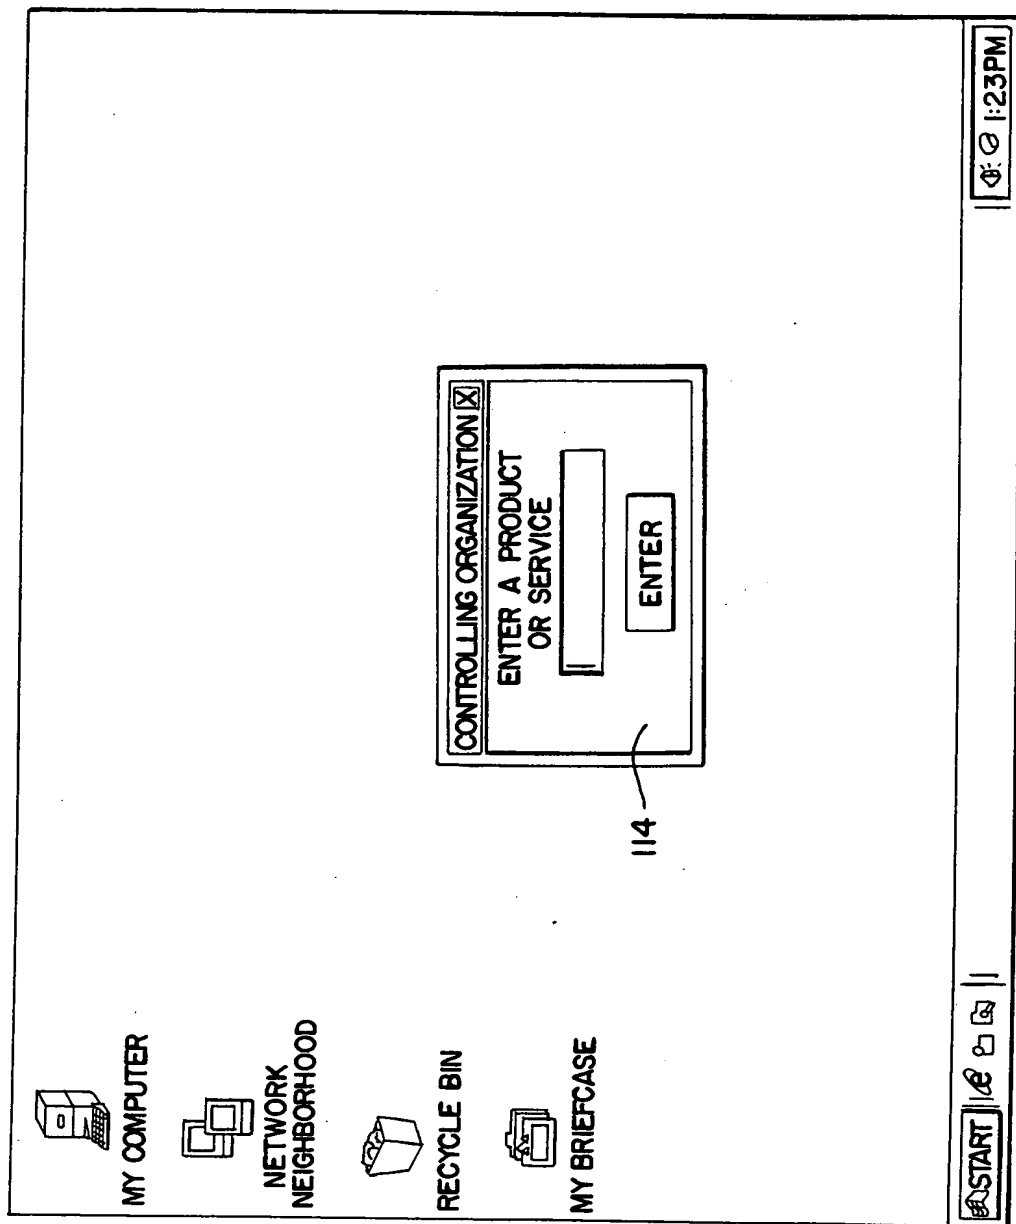 MY COMPUTER
NETWORK
NEIGHBORHOOD
RECYCLE BIN
MY BRIEFCASE
CONTROLLING ORGANIZATION X
ENTER A PRODUCT
OR SERVICE
ENTER
114
START
1:23PM